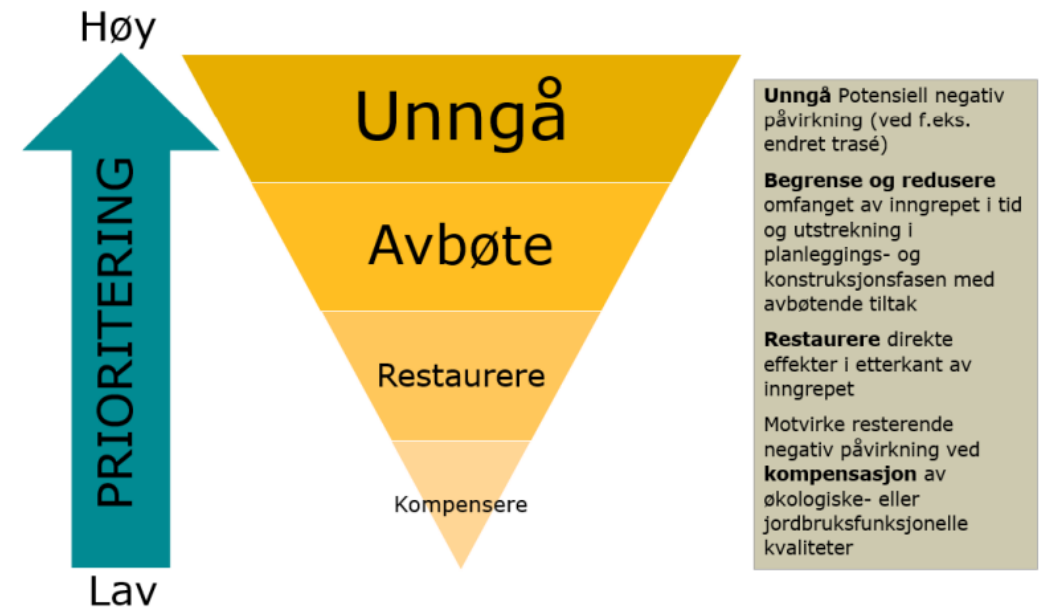 Høy
PRIORITERING
Lav
Unngå
Avbøte
Restaurere
Kompensere
Unngå Potensiell negativ
påvirkning (ved f.eks.
endret trasé)
Begrense og redusere
omfanget av inngrepet i tid
og utstrekning i
planleggings- og
konstruksjonsfasen med
avbøtende tiltak
Restaurere direkte
effekter i etterkant av
inngrepet
Motvirke resterende
negativ påvirkning ved
kompensasjon av
økologiske- eller
jordbruksfunksjonelle
kvaliteter